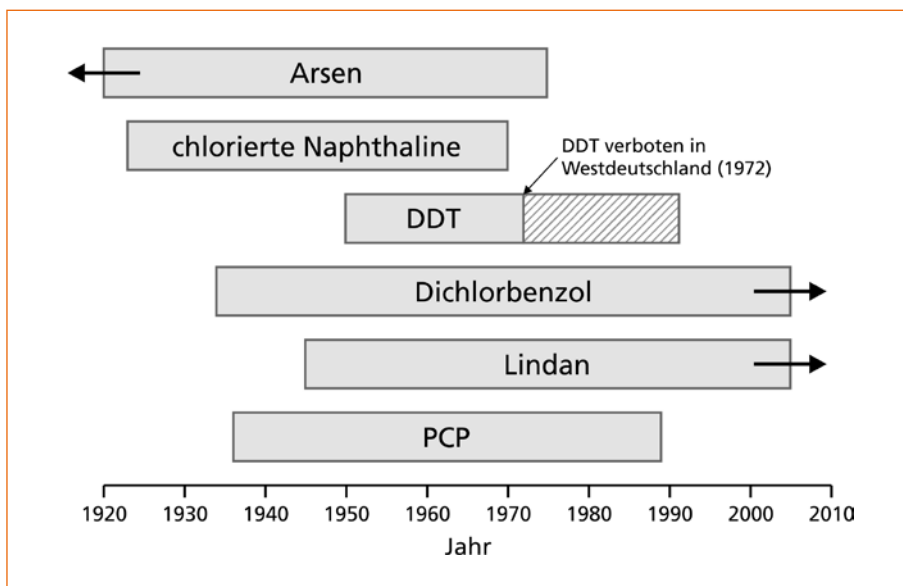 Arsen
chlorierte Naphthaline
DDT verboten in
Westdeutschland (1972)
DDT
Dichlorbenzol
Lindan
PCP
1920 1930 1940 1950 1960 1970 1980 1990 2000 2010
Jahr